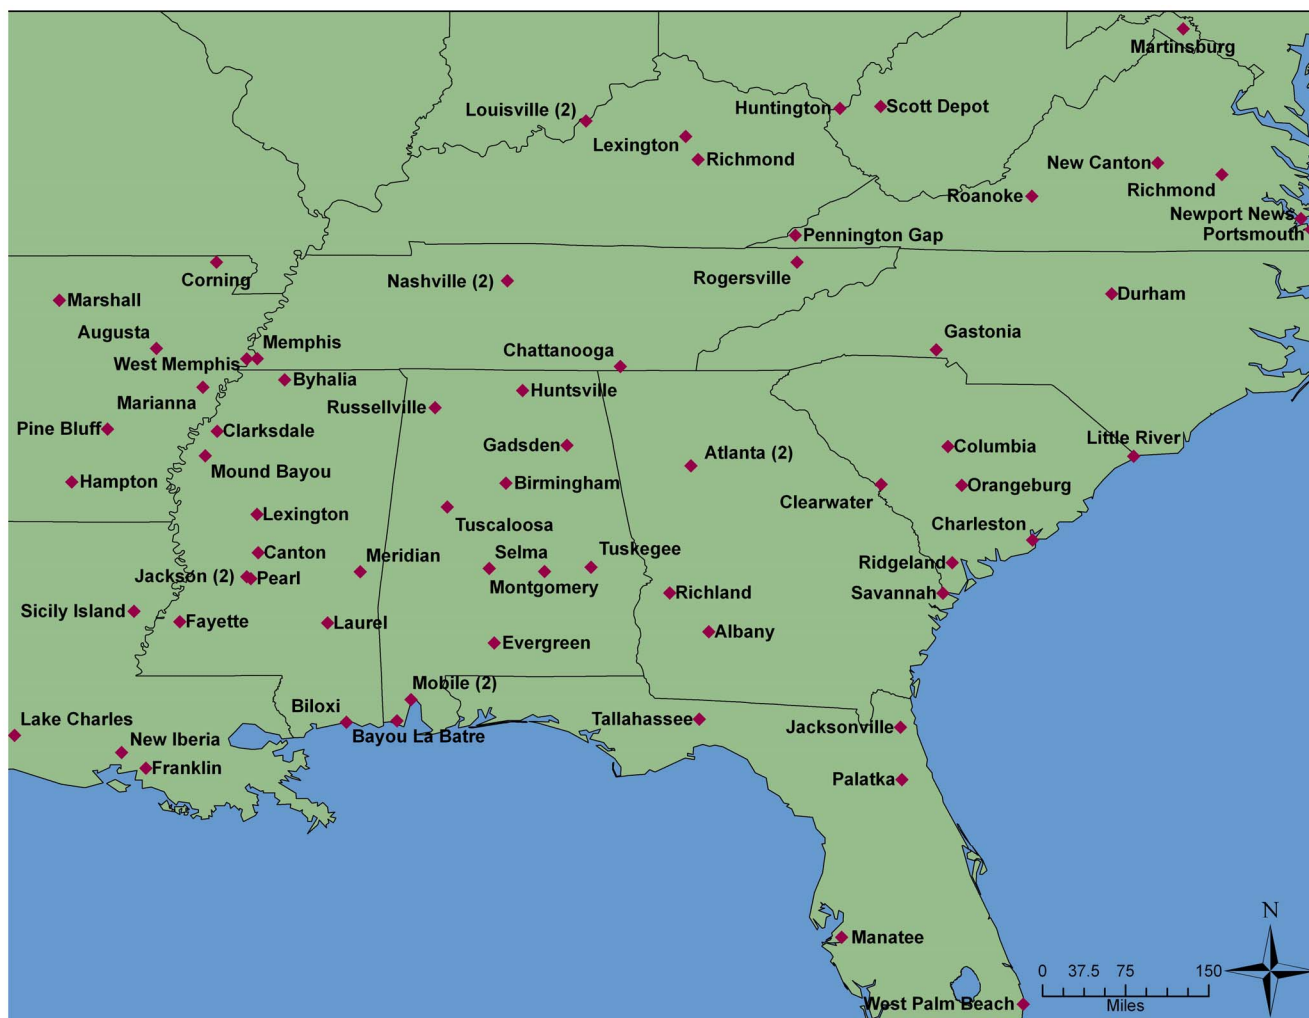 Martinsburg
Louisville (2)
Huntington
Scott Depot
Lexington
Richmond
New Canton
Richmond
Roanoke
Newport News
Portsmouth
Pennington Gap
Corning
Nashville (2)
Rogersville
Marshall
Durham
Augusta
Memphis
West Memphis
Gastonia
Chattanooga
Byhalia
Huntsville
Marianna
Russellville
Pine Bluff
Clarksdale
Gadsden
Atlanta (2)
Columbia
Little River
Mound Bayou
Hampton
Birmingham
Clearwater
Orangeburg
Lexington
Tuscaloosa
Charleston
Canton
Meridian
Selma
Tuskegee
Jackson (2)
Pearl
Montgomery
Ridgeland
Richland
Savannah
Sicily Island
Fayette
Laurel
Albany
Evergreen
Mobile (2)
Biloxi
Lake Charles
Tallahassee
Jacksonville
Bayou La Batre
New Iberia
Franklin
Palatka
Manatee
N
0 37.5 75 150
Miles
West Palm Beach